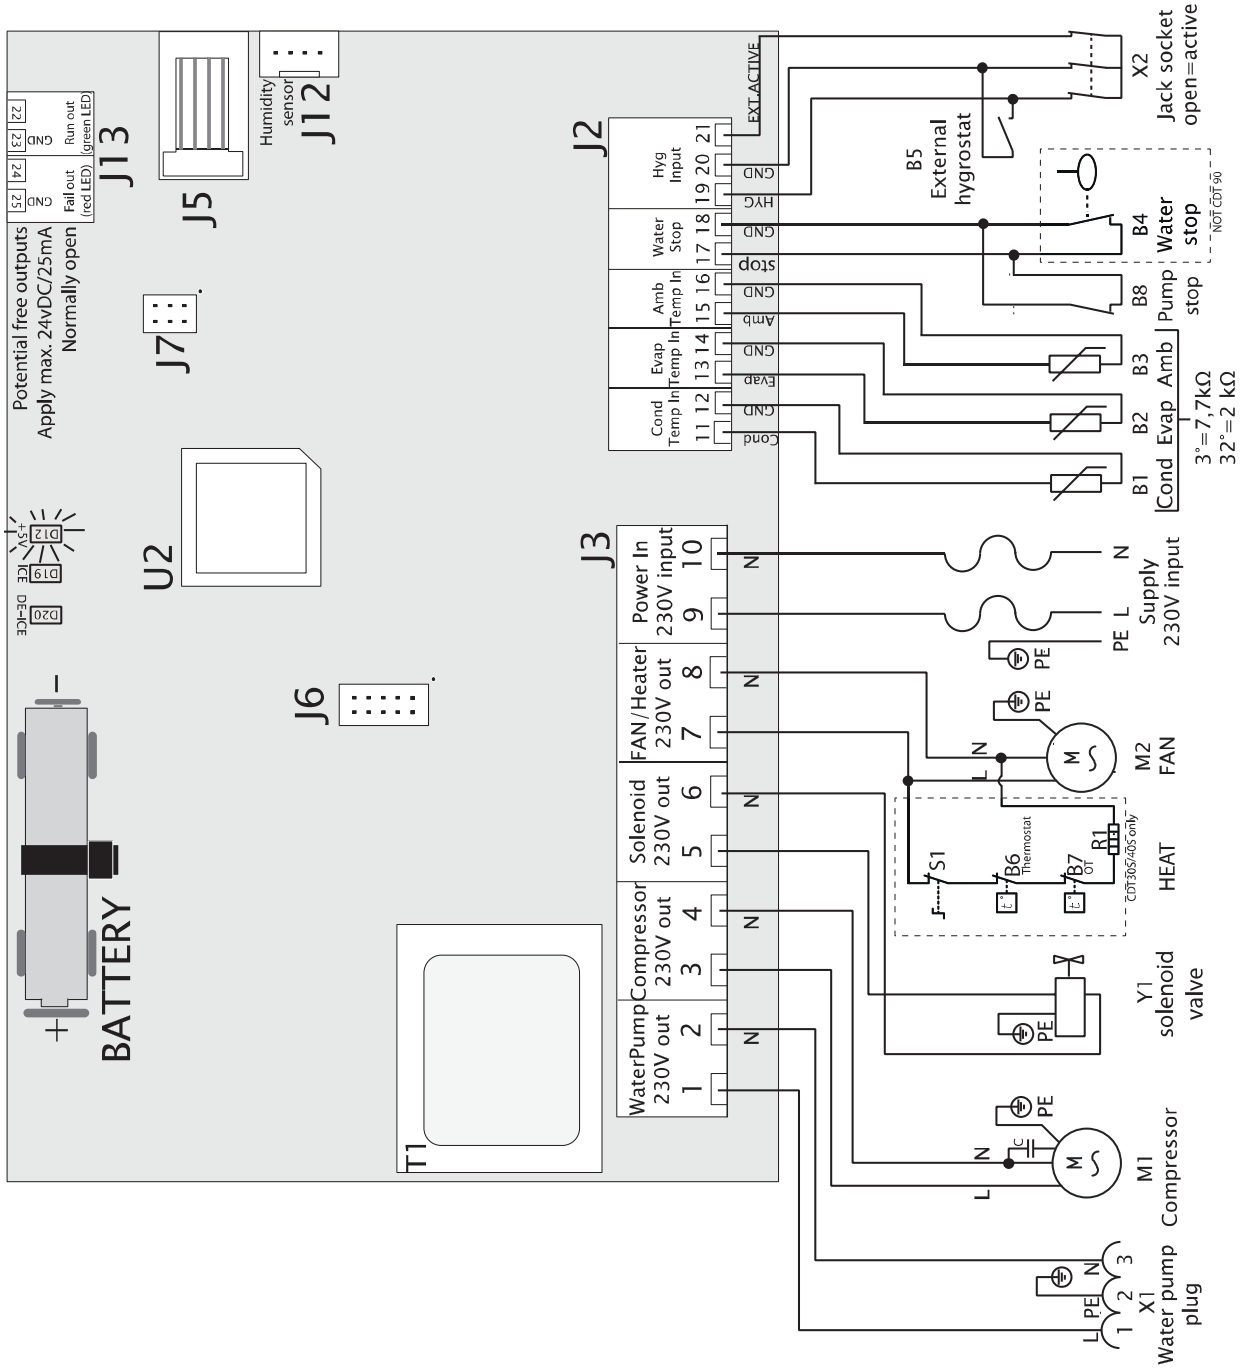 Potential free outputs
Apply max. 24vDC/25mA
Normally open
25
24
23
22
GND
GND
Fail out
(red LED)
Run out
(green LED)
J13
J5
Humidity
sensor
J12
J7
+5V
D12
ICE
D19
DE-ICE
D20
U2
BATTERY
+
−
J6
T1
J2
Cond
Temp In
Evap
Temp In
Amb
Temp In
Water
Stop
Hyg
Input
11
12
13
14
15
16
17
18
19
20
21
Cond
GND
Evap
GND
Amb
GND
stop
GND
HYG
GND
EXT.ACTIVE
J3
WaterPump
230V out
Compressor
230V out
Solenoid
230V out
FAN/Heater
230V out
Power In
230V input
1
2
3
4
5
6
7
8
9
10
N
N
N
N
N
L
PE
N
1
2
3
X1
Water pump
plug
L
N
C
PE
M
M1
Compressor
PE
Y1
solenoid
valve
S1
B6
Thermostat
t°
B7
OT
t°
R1
CDT30S/40S only
HEAT
L
N
PE
M
M2
FAN
PE
PE
L
N
Supply
230V input
B1
Cond
B2
Evap
B3
Amb
3°=7,7kΩ
32°=2 kΩ
B8
Pump
stop
B4
Water
stop
NOT CDT 90
B5
External
hygrostat
X2
Jack socket
open=active